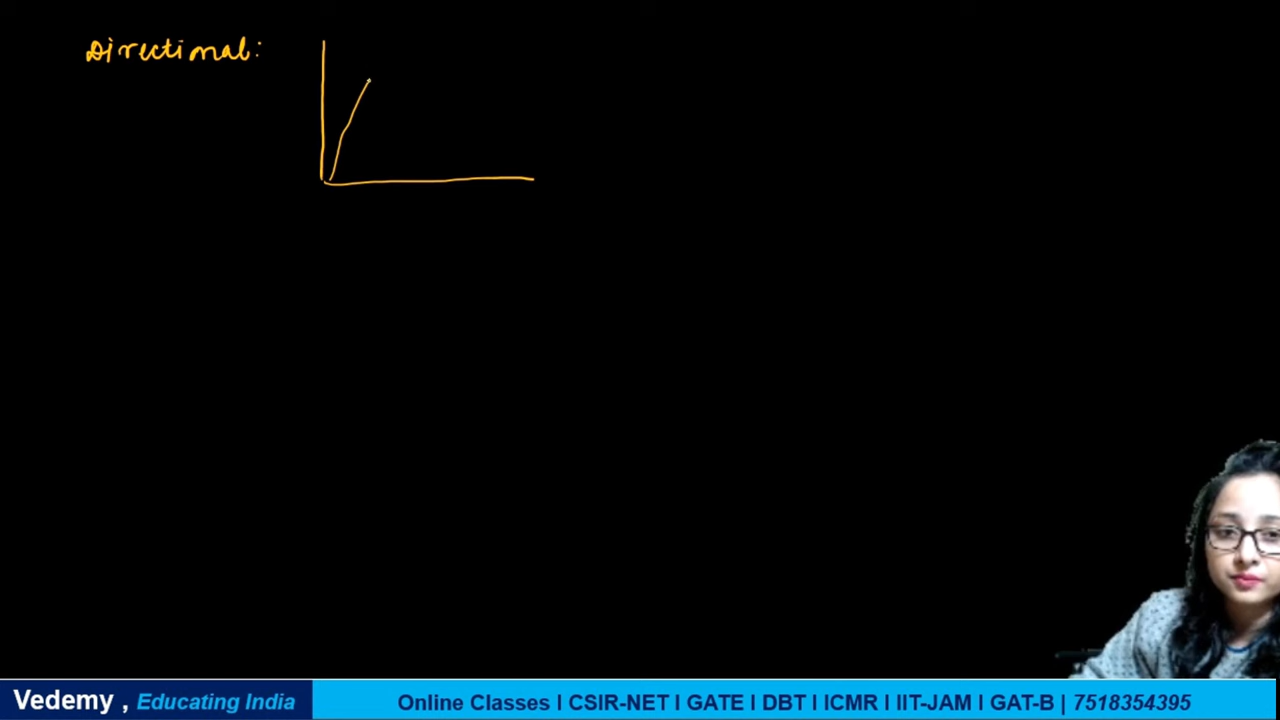 Directional:
Vedemy , Educating India
Online Classes I CSIR-NET I GATE I DBT I ICMR I IIT-JAM I GAT-B | 7518354395